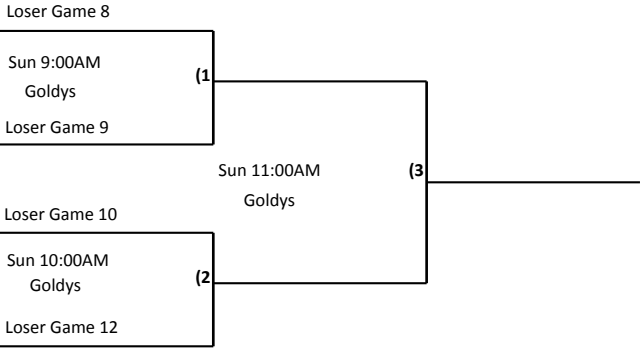 Loser Game 8
Sun 9:00AM
(1
Goldys
Loser Game 9
Sun 11:00AM
(3
Goldys
Loser Game 10
Sun 10:00AM
(2
Goldys
Loser Game 12